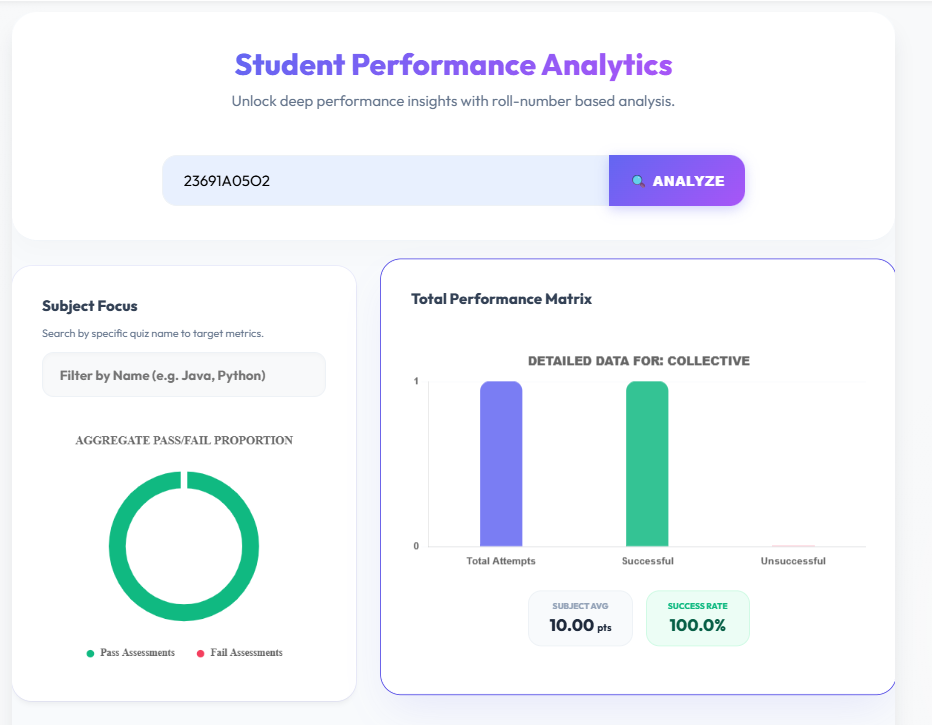 Student Performance Analytics
Unlock deep performance insights with roll-number based analysis.
23691A05O2
ANALYZE
Subject Focus
Search by specific quiz name to target metrics.
Filter by Name (e.g. Java, Python)
AGGREGATE PASS/FAIL PROPORTION
Pass Assessments Fail Assessments
Total Performance Matrix
DETAILED DATA FOR: COLLECTIVE
1
0
Total Attempts Successful Unsuccessful
SUBJECT AVG
10.00 pts
SUCCESS RATE
100.0%